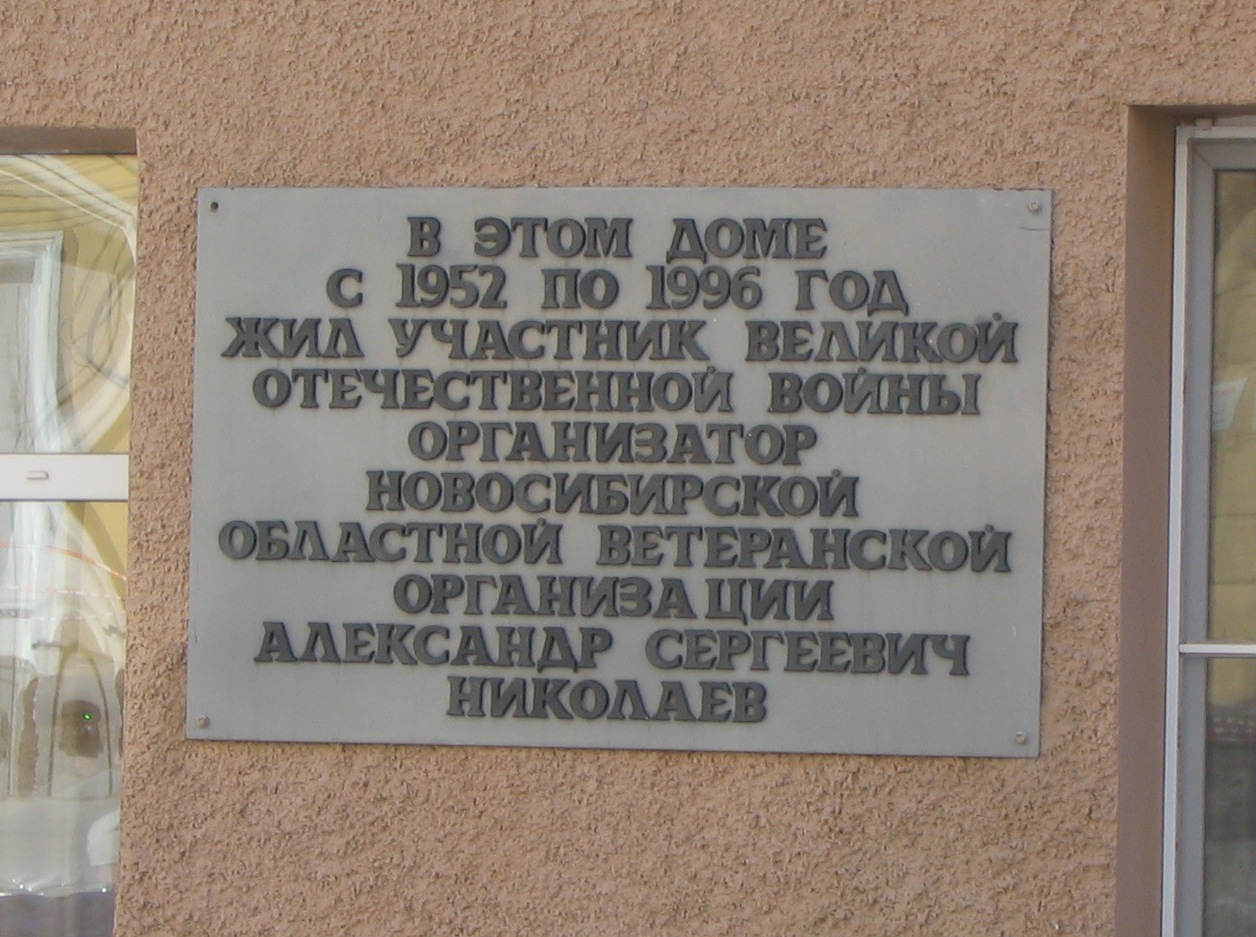 В ЭТОМ ДОМЕ
С 1952 ПО 1996 ГОД
ЖИЛ УЧАСТНИК ВЕЛИКОЙ
ОТЕЧЕСТВЕННОЙ ВОЙНЫ
ОРГАНИЗАТОР
НОВОСИБИРСКОЙ
ОБЛАСТНОЙ ВЕТЕРАНСКОЙ
ОРГАНИЗАЦИИ
АЛЕКСАНДР СЕРГЕЕВИЧ
НИКОЛАЕВ